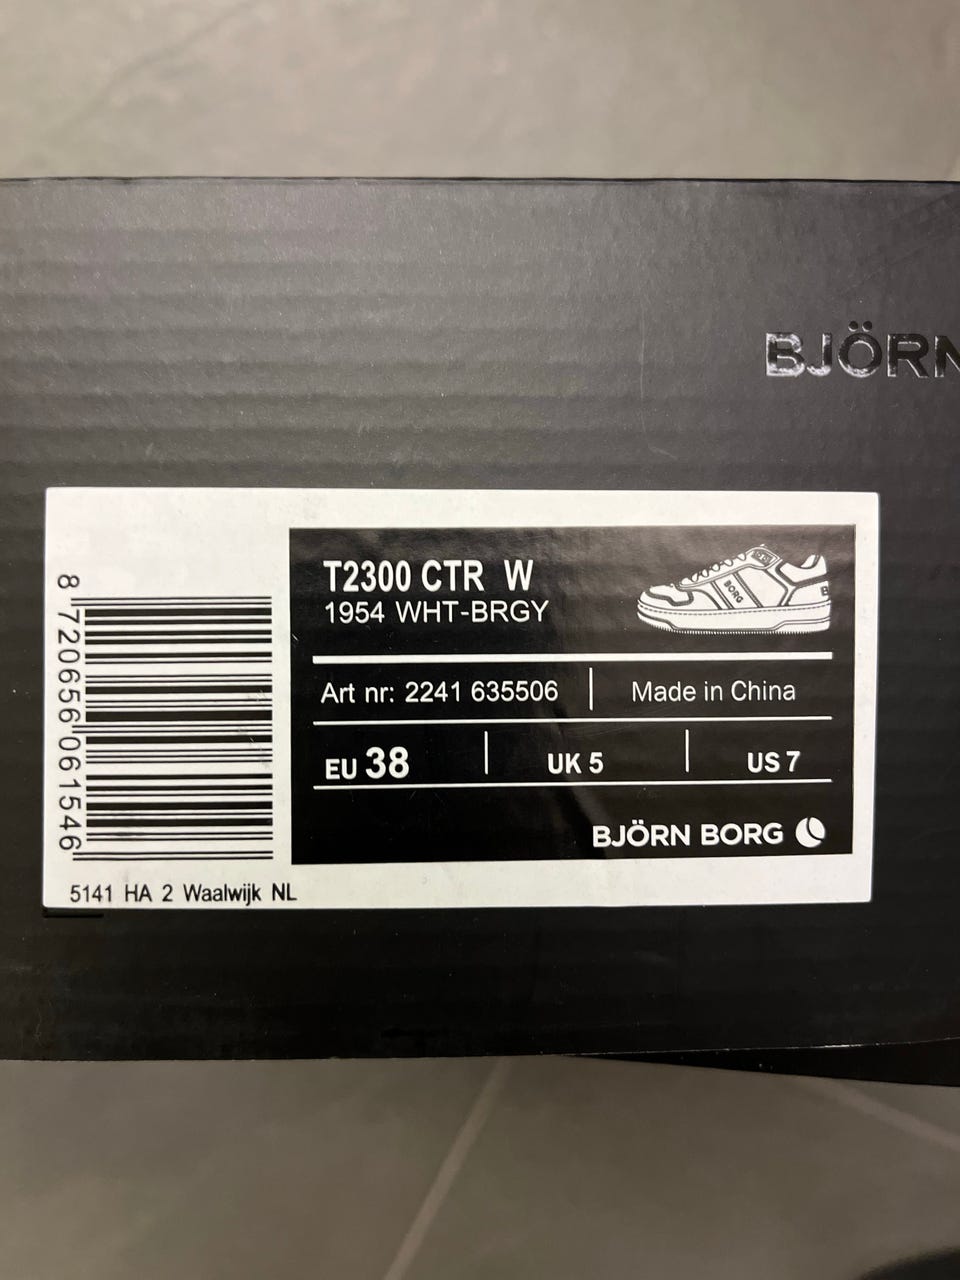 BJÖRN
T2300 CTR W
1954 WHT-BRGY
BORG
Art nr: 2241 635506 Made in China
EU 38 UK 5 US 7
BJÖRN BORG
8 720656 061546
5141 HA 2 Waalwijk NL